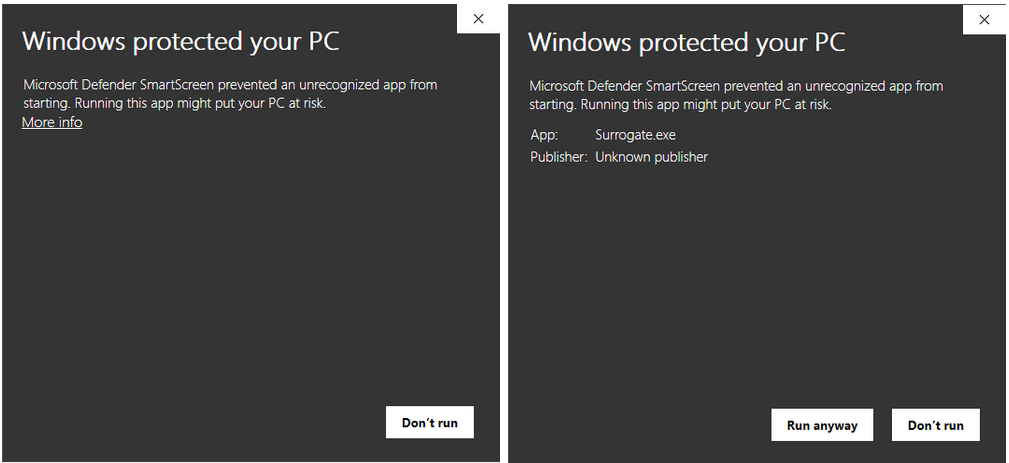 Windows protected your PC
Microsoft Defender SmartScreen prevented an unrecognized app from
starting. Running this app might put your PC at risk.
More info
Don't run
Windows protected your PC
Microsoft Defender SmartScreen prevented an unrecognized app from
starting. Running this app might put your PC at risk.
App: Surrogate.exe
Publisher: Unknown publisher
Run anyway Don't run